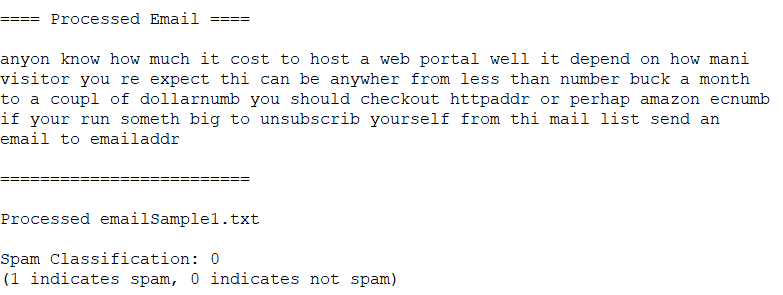 ==== Processed Email ====
anyon know how much it cost to host a web portal well it depend on how mani
visitor you re expect thi can be anywher from less than number buck a month
to a coupl of dollarnumb you should checkout httpaddr or perhap amazon ecnumb
if your run someth big to unsubscrib yourself from thi mail list send an
email to emailaddr
=========================
Processed emailSample1.txt
Spam Classification: 0
(1 indicates spam, 0 indicates not spam)